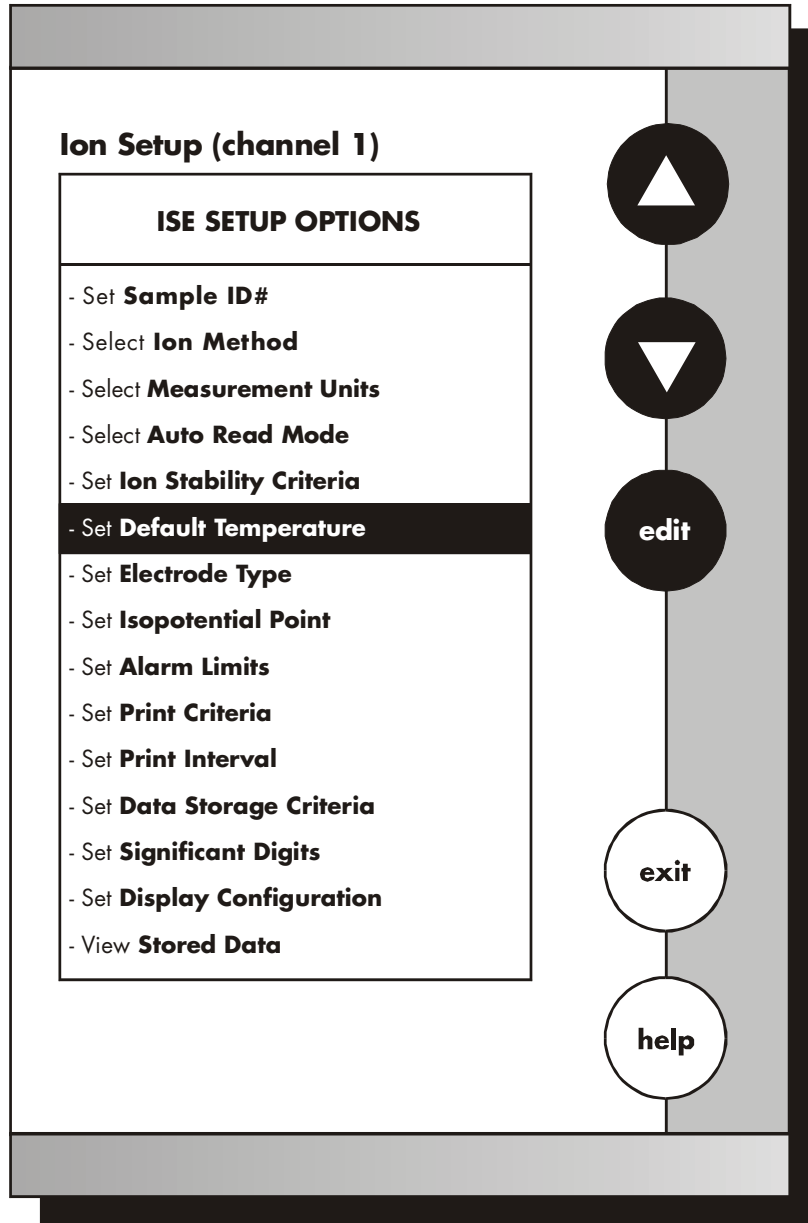 Ion Setup (channel 1)
ISE SETUP OPTIONS
- Set Sample ID#
- Select Ion Method
- Select Measurement Units
- Select Auto Read Mode
- Set Ion Stability Criteria
- Set Default Temperature
- Set Electrode Type
- Set Isopotential Point
- Set Alarm Limits
- Set Print Criteria
- Set Print Interval
- Set Data Storage Criteria
- Set Significant Digits
- Set Display Configuration
- View Stored Data
edit
exit
help